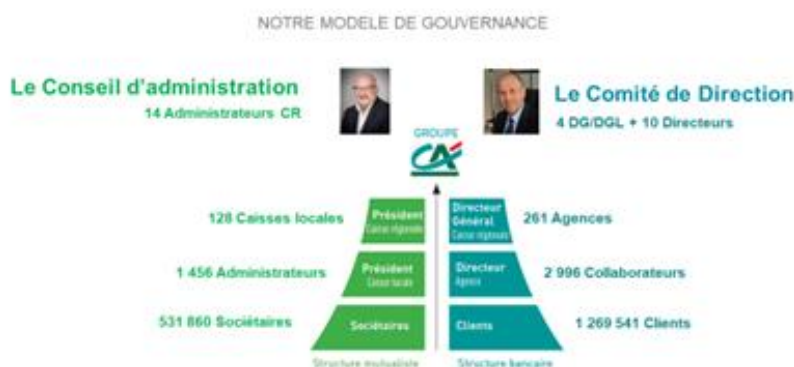 NOTRE MODELE DE GOUVERNANCE
Le Conseil d'administration
14 Administrateurs CR
Le Comité de Direction
4 DG/DGL + 10 Directeurs
GROUPE
CA
128 Caisses locales
Président
Caisse régionale
Directeur
Général
Caisse régionale
261 Agences
1 456 Administrateurs
Président
Caisse locale
Directeur
Agence
2 996 Collaborateurs
531 860 Sociétaires
Sociétaires
Clients
1 269 541 Clients
Structure mutualiste
Structure bancaire